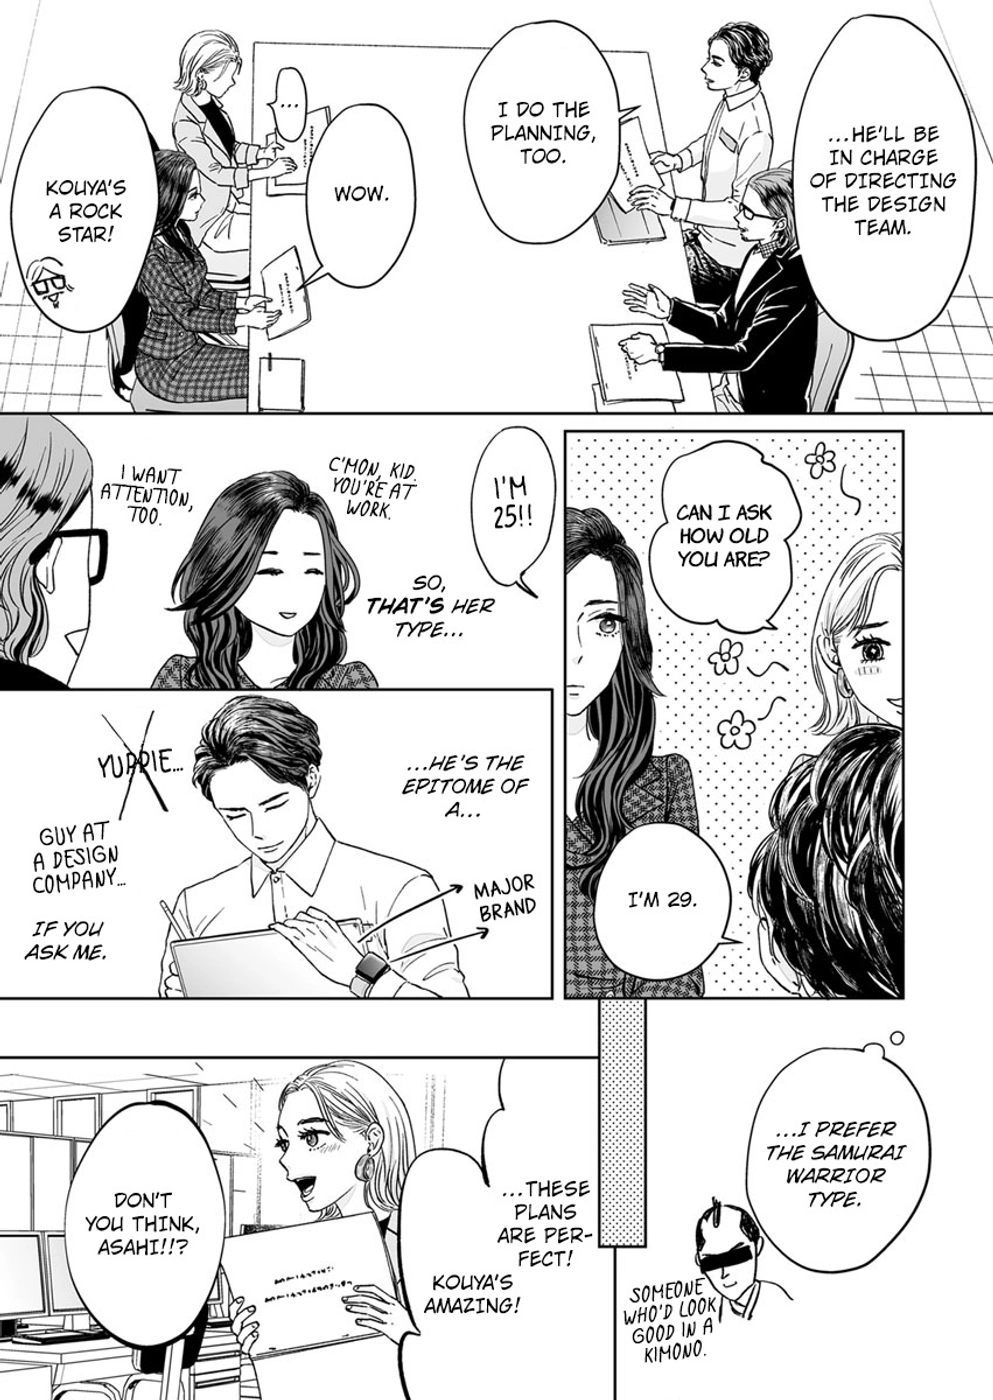 ...HE'LL BE
IN CHARGE
OF DIRECTING
THE DESIGN
TEAM.
I DO THE
PLANNING,
TOO.
...
WOW.
KOUYA'S
A ROCK
STAR!
CAN I ASK
HOW OLD
YOU ARE?
I'M 29.
I'M
25!!
C'MON, KID.
YOU'RE AT
WORK.
I WANT
ATTENTION,
TOO.
SO,
THAT'S HER
TYPE...
...HE'S THE
EPITOME OF
A...
YUPPIE...
GUY AT
A DESIGN
COMPANY...
IF YOU
ASK ME.
MAJOR
BRAND
...I PREFER
THE SAMURAI
WARRIOR
TYPE.
SOMEONE
WHO'D LOOK
GOOD IN A
KIMONO.
...THESE
PLANS
ARE PER-
FECT!
KOUYA'S
AMAZING!
DON'T
YOU THINK,
ASAHI!!?